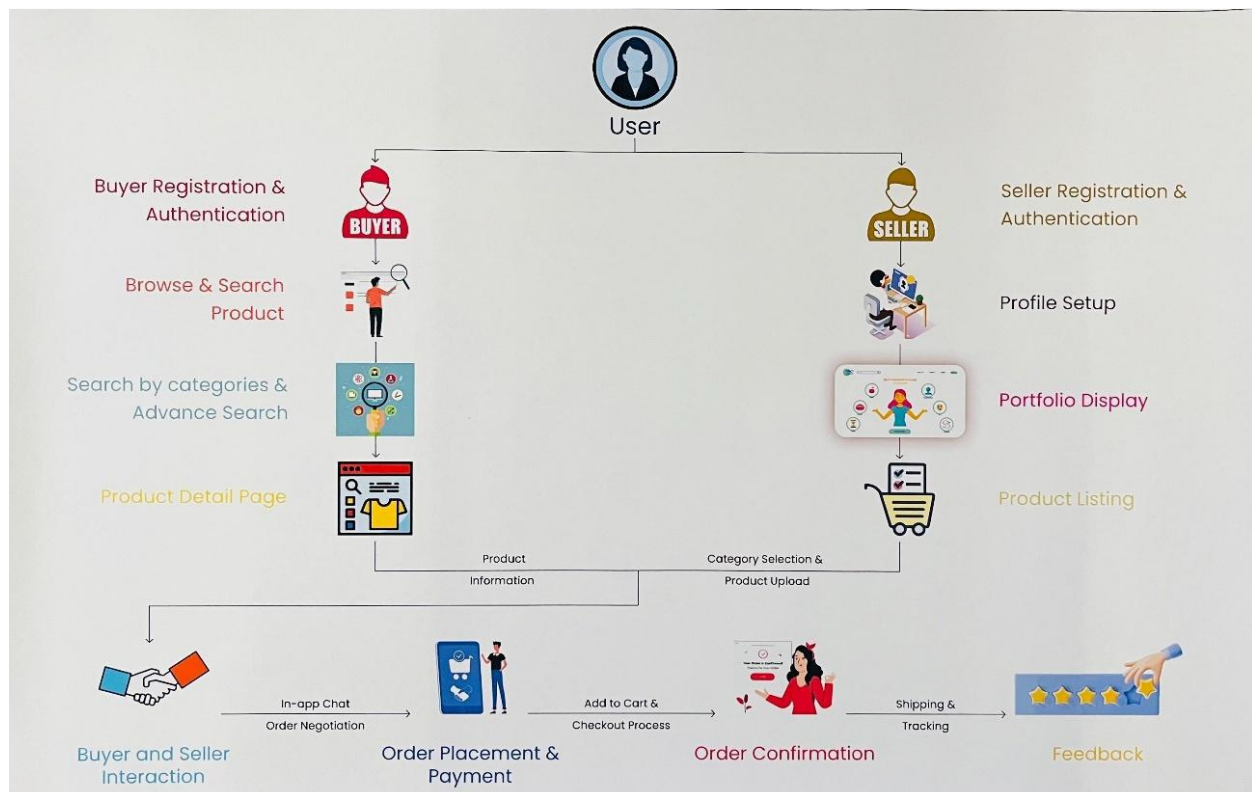 User
Buyer Registration &
Authentication
BUYER
SELLER
Seller Registration &
Authentication
Browse & Search
Product
Profile Setup
Search by categories &
Advance Search
Portfolio Display
Product Detail Page
Product Listing
Product
Information
Category Selection &
Product Upload
In-app Chat
Order Negotiation
Add to Cart &
Checkout Process
Shipping &
Tracking
Buyer and Seller
Interaction
Order Placement &
Payment
Order Confirmation
Feedback